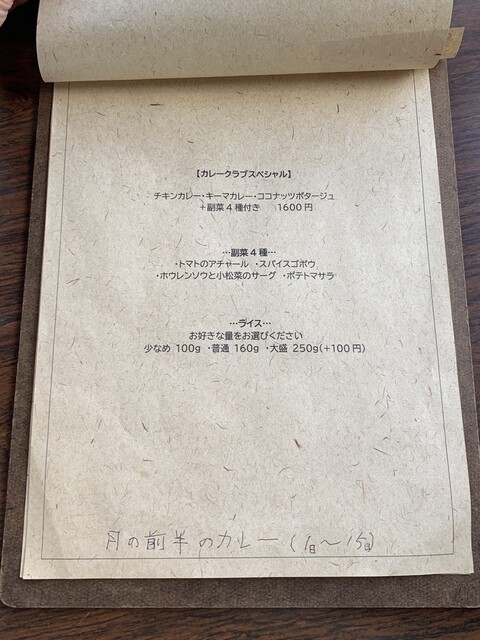 【カレークラブスペシャル】
チキンカレー・キーマカレー・ココナッツポタージュ
＋副菜４種付き　1600円
…副菜４種…
・トマトのアチャール ・スパイスゴボウ
・ホウレンソウと小松菜のサーグ ・ポテトマサラ
…ライス…
お好きな量をお選びください
少なめ 100g ・普通 160g ・大盛 250g(+100円)
月の前半のカレー (1日〜15日)